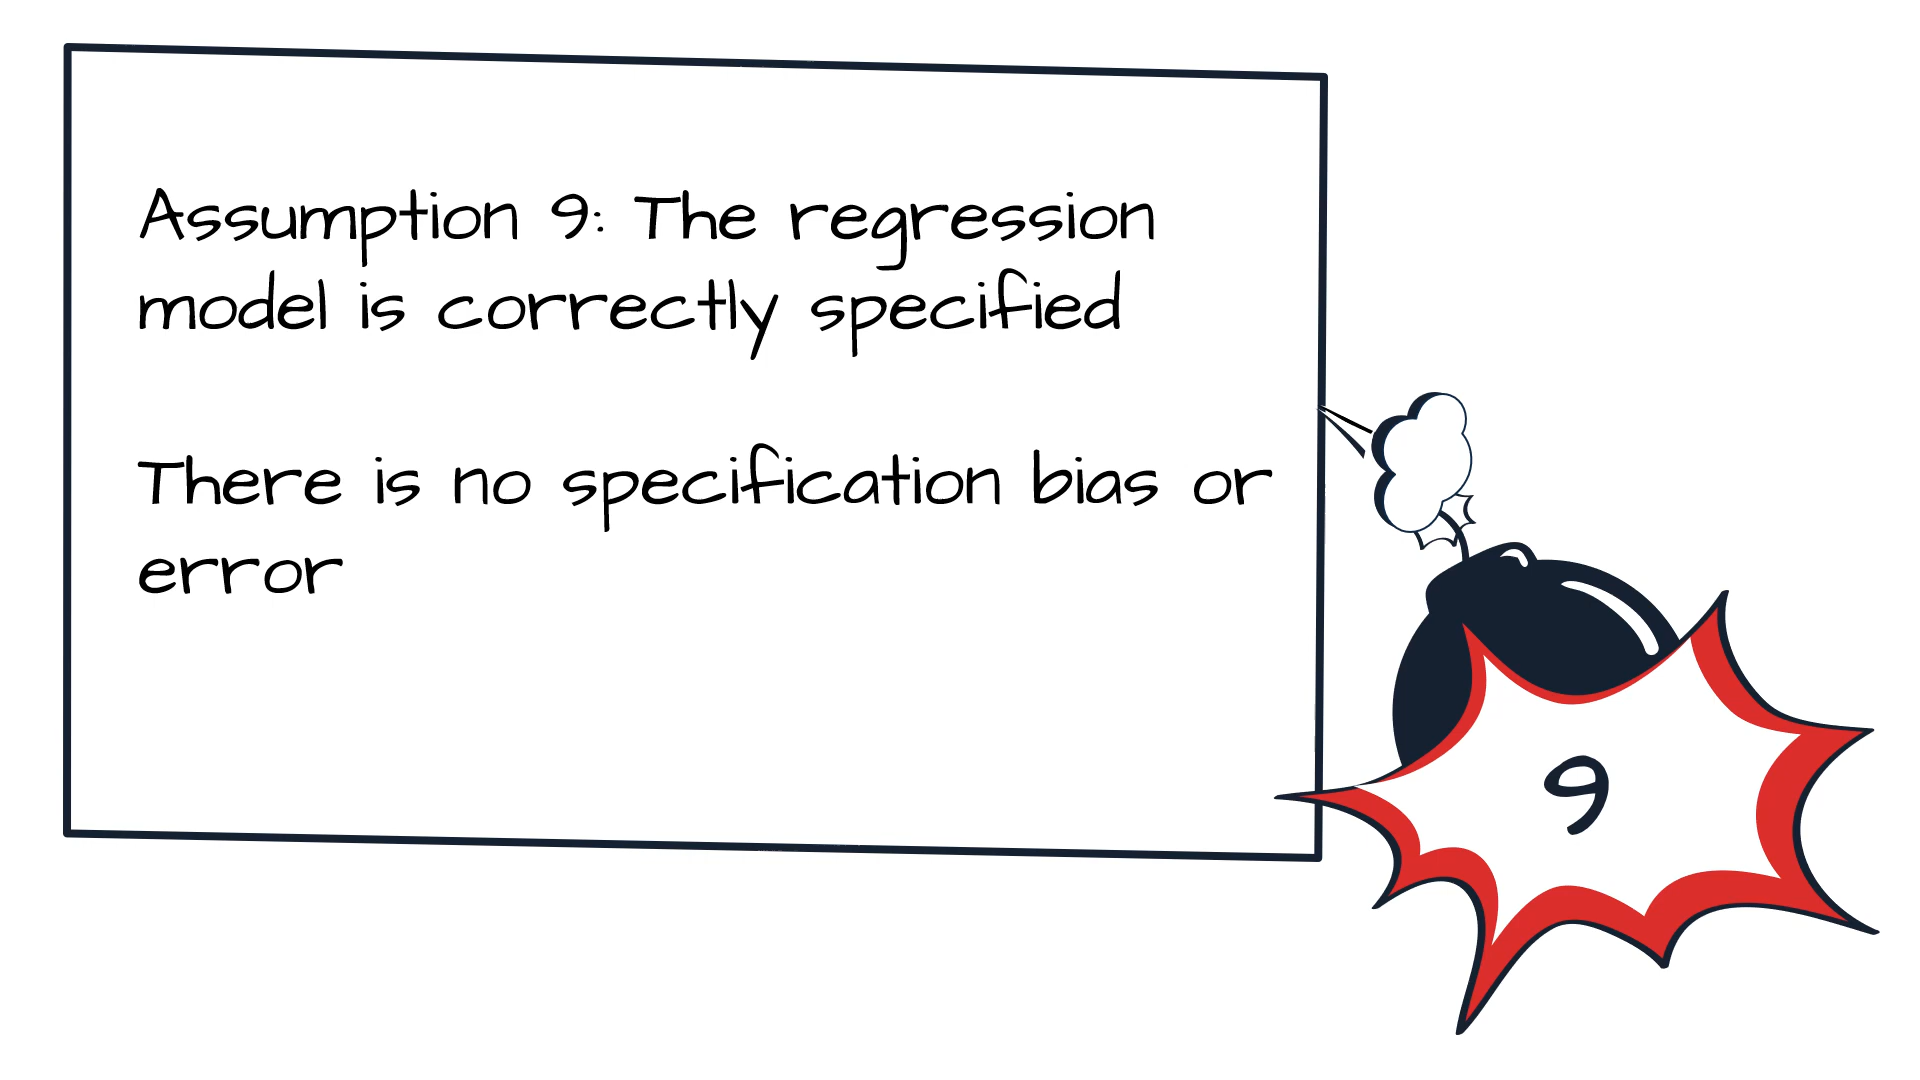 Assumption 9: The regression
model is correctly specified
There is no specification bias or
error
9